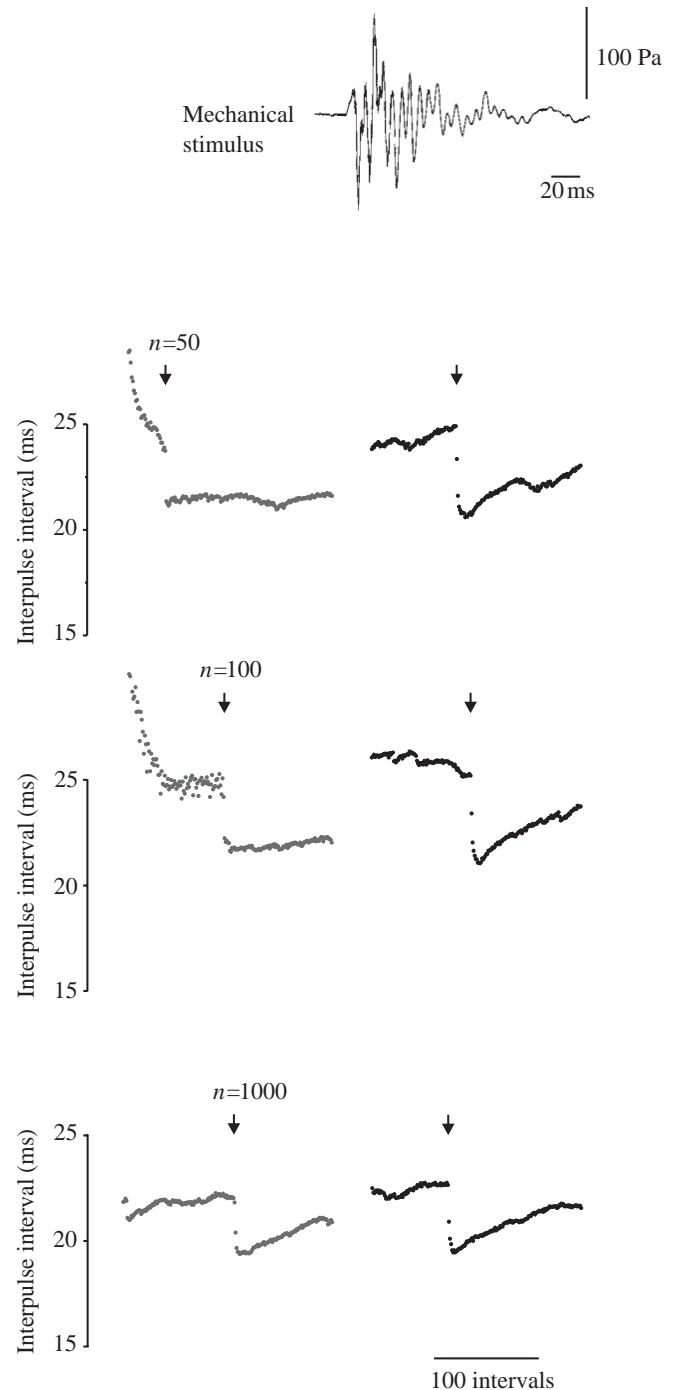 100 Pa
Mechanical
stimulus
20 ms
n=50
Interpulse interval (ms)
25
20
15
n=100
Interpulse interval (ms)
25
20
15
n=1000
Interpulse interval (ms)
25
20
15
100 intervals